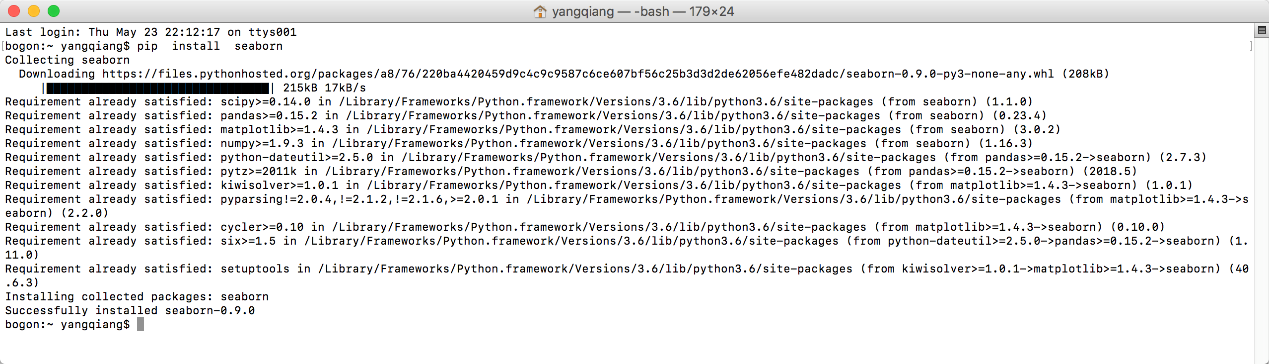 yangqiang — -bash — 179×24
Last login: Thu May 23 22:12:17 on ttys001
[bogon:~ yangqiang$ pip  install  seaborn ]
Collecting seaborn
  Downloading https://files.pythonhosted.org/packages/a8/76/220ba4420459d9c4c9c9587c6ce607bf56c25b3d3d2de62056efe482dadc/seaborn-0.9.0-py3-none-any.whl (208kB)
    |████████████████████████████████| 215kB 17kB/s
Requirement already satisfied: scipy>=0.14.0 in /Library/Frameworks/Python.framework/Versions/3.6/lib/python3.6/site-packages (from seaborn) (1.1.0)
Requirement already satisfied: pandas>=0.15.2 in /Library/Frameworks/Python.framework/Versions/3.6/lib/python3.6/site-packages (from seaborn) (0.23.4)
Requirement already satisfied: matplotlib>=1.4.3 in /Library/Frameworks/Python.framework/Versions/3.6/lib/python3.6/site-packages (from seaborn) (3.0.2)
Requirement already satisfied: numpy>=1.9.3 in /Library/Frameworks/Python.framework/Versions/3.6/lib/python3.6/site-packages (from seaborn) (1.16.3)
Requirement already satisfied: python-dateutil>=2.5.0 in /Library/Frameworks/Python.framework/Versions/3.6/lib/python3.6/site-packages (from pandas>=0.15.2->seaborn) (2.7.3)
Requirement already satisfied: pytz>=2011k in /Library/Frameworks/Python.framework/Versions/3.6/lib/python3.6/site-packages (from pandas>=0.15.2->seaborn) (2018.5)
Requirement already satisfied: kiwisolver>=1.0.1 in /Library/Frameworks/Python.framework/Versions/3.6/lib/python3.6/site-packages (from matplotlib>=1.4.3->seaborn) (1.0.1)
Requirement already satisfied: pyparsing!=2.0.4,!=2.1.2,!=2.1.6,>=2.0.1 in /Library/Frameworks/Python.framework/Versions/3.6/lib/python3.6/site-packages (from matplotlib>=1.4.3->s
eaborn) (2.2.0)
Requirement already satisfied: cycler>=0.10 in /Library/Frameworks/Python.framework/Versions/3.6/lib/python3.6/site-packages (from matplotlib>=1.4.3->seaborn) (0.10.0)
Requirement already satisfied: six>=1.5 in /Library/Frameworks/Python.framework/Versions/3.6/lib/python3.6/site-packages (from python-dateutil>=2.5.0->pandas>=0.15.2->seaborn) (1.
11.0)
Requirement already satisfied: setuptools in /Library/Frameworks/Python.framework/Versions/3.6/lib/python3.6/site-packages (from kiwisolver>=1.0.1->matplotlib>=1.4.3->seaborn) (40
.6.3)
Installing collected packages: seaborn
Successfully installed seaborn-0.9.0
bogon:~ yangqiang$